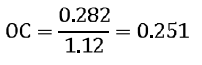 OC = 0.282 / 1.12 = 0.251